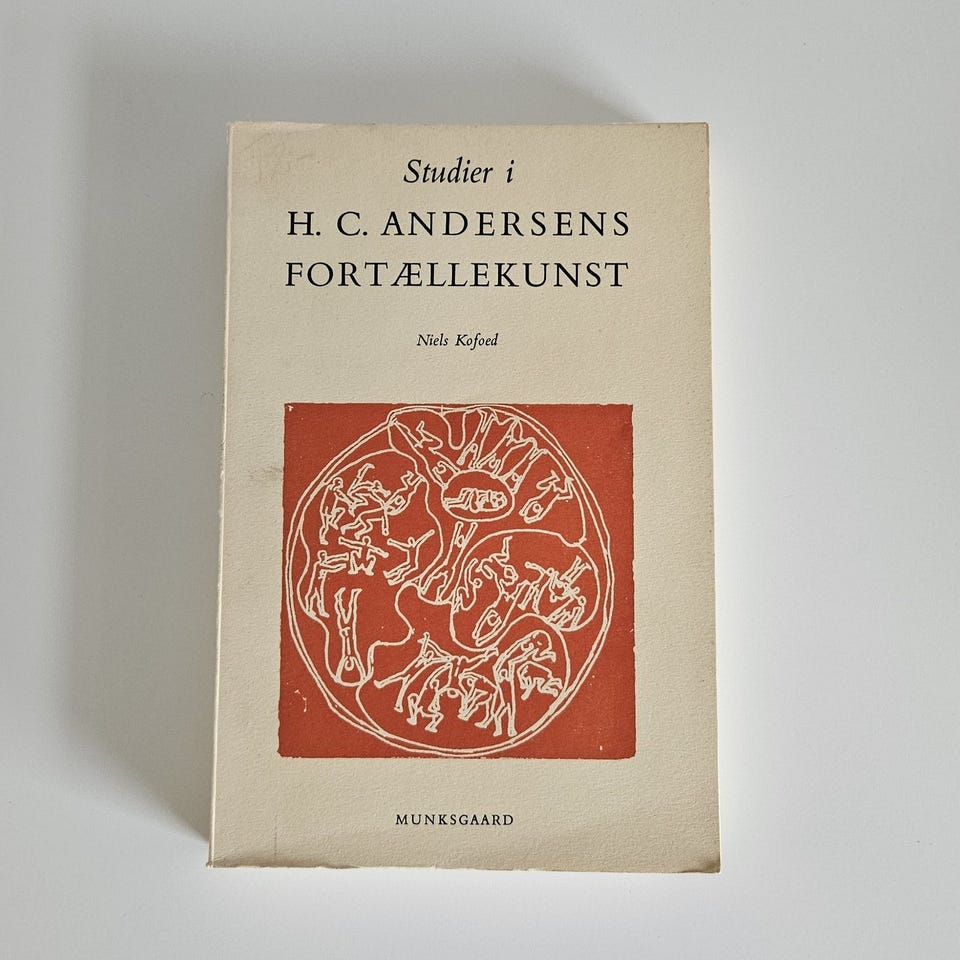 Studier i
H. C. ANDERSENS
FORTÆLLEKUNST
Niels Kofoed
MUNKSGAARD